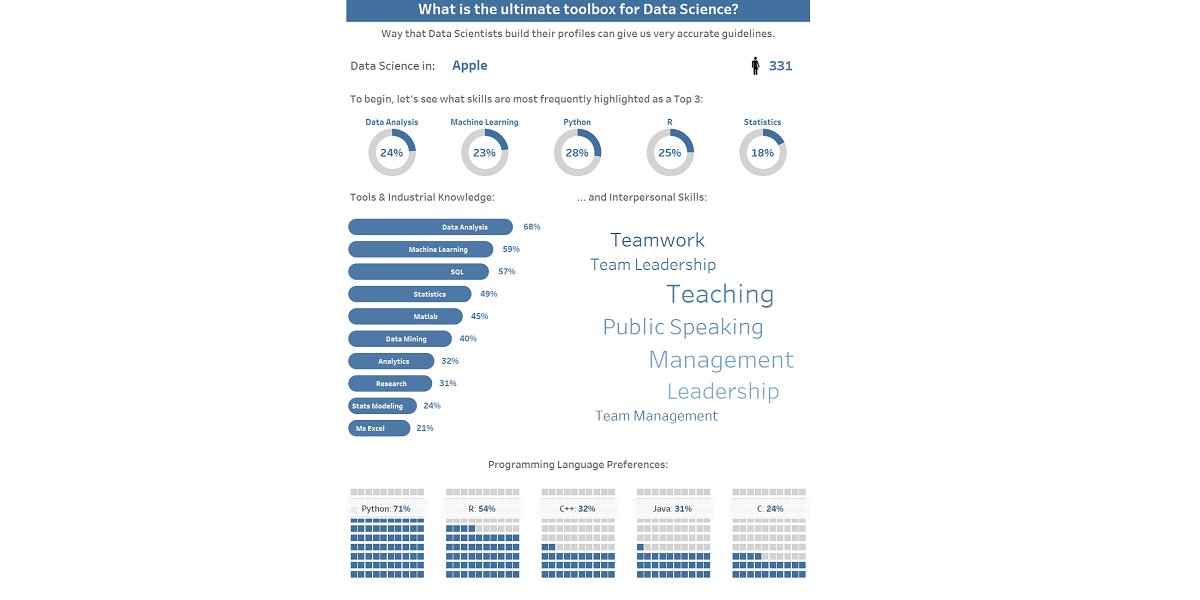 What is the ultimate toolbox for Data Science?
Way that Data Scientists build their profiles can give us very accurate guidelines.
Data Science in: Apple 331
To begin, let's see what skills are most frequently highlighted as a Top 3:
Data Analysis Machine Learning Python R Statistics
24% 23% 28% 25% 18%
Tools & Industrial Knowledge: ... and Interpersonal Skills:
Data Analysis 68%
Machine Learning 59%
SQL 57%
Statistics 49%
Matlab 45%
Data Mining 40%
Analytics 32%
Research 31%
Stats Modeling 24%
Ms Excel 21%
Teamwork
Team Leadership
Teaching
Public Speaking
Management
Leadership
Team Management
Programming Language Preferences:
Python: 71% R: 54% C++: 32% Java: 31% C: 24%